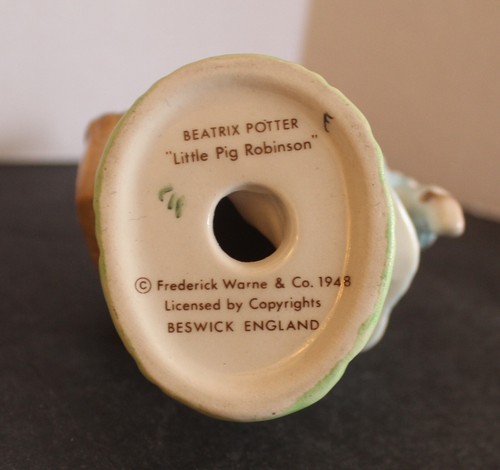 BEATRIX POTTER
"Little Pig Robinson"
F
© Frederick Warne & Co. 1948
Licensed by Copyrights
BESWICK ENGLAND